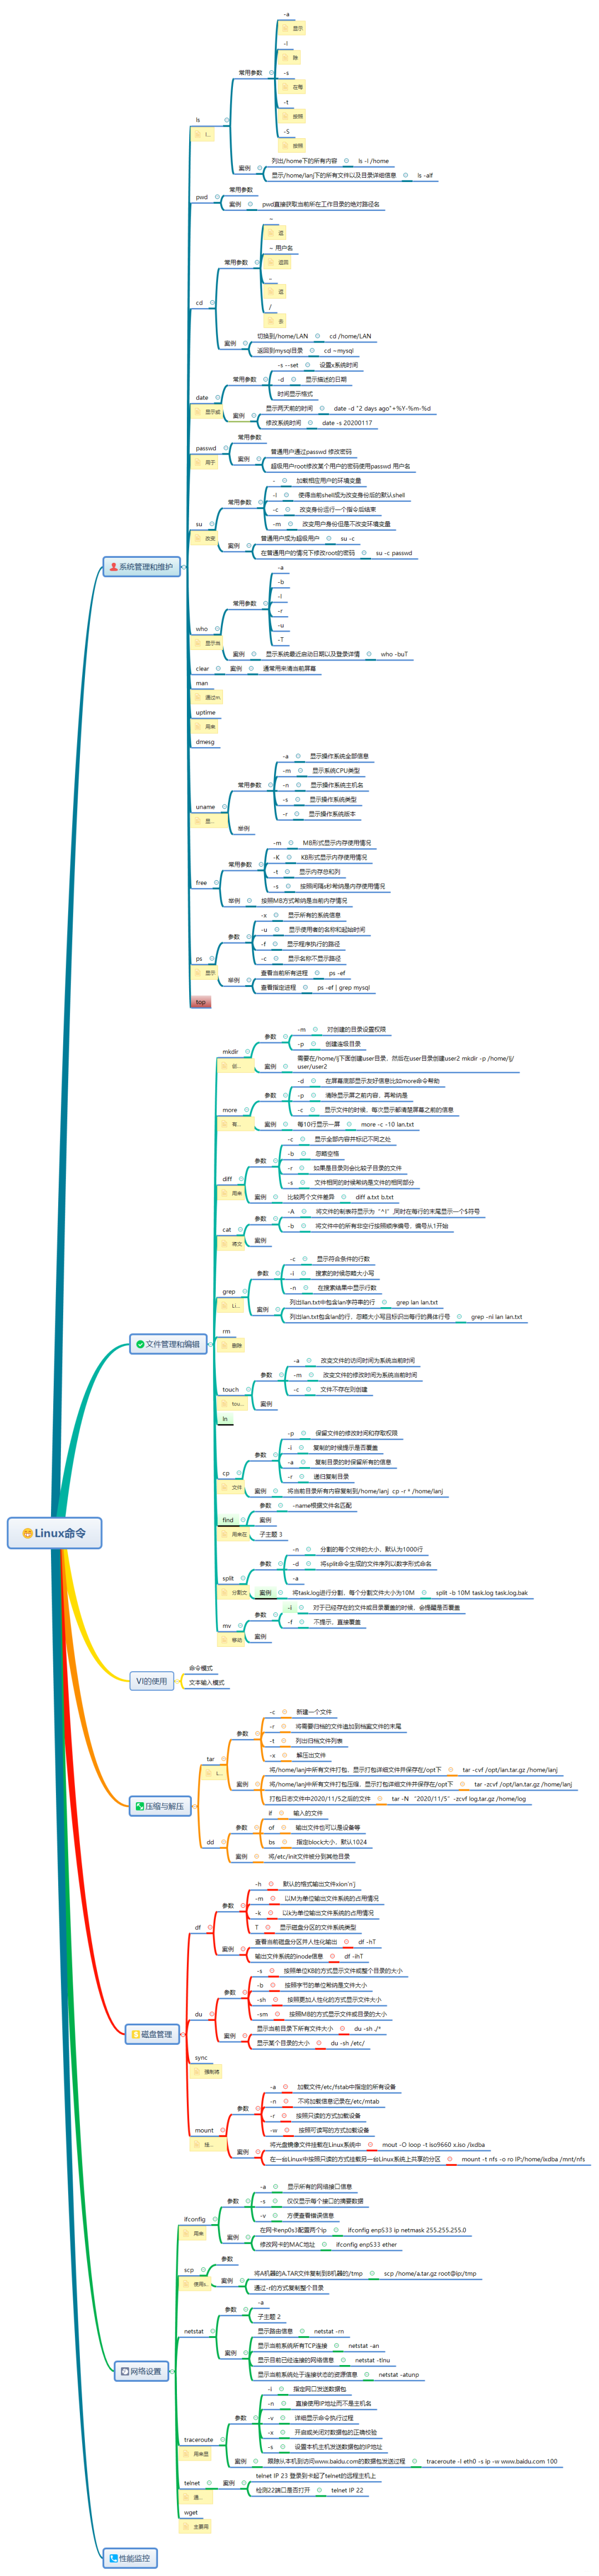 Linux命令
系统管理和维护
ls
l...
常用参数
-a
显示
-l
除
-s
在每
-t
按照
-S
按照
案例
列出/home下的所有内容
ls -l /home
显示/home/lanj下的所有文件以及目录详细信息
ls -alf
pwd
常用参数
案例
pwd直接获取当前所在工作目录的绝对路径名
cd
常用参数
~
~ 用户名
返回
..
/
案例
切换到/home/LAN
cd /home/LAN
返回到mysql目录
cd ~mysql
date
显示或
常用参数
-s --set
设置x系统时间
-d
显示描述的日期
时间显示格式
案例
显示两天前的时间
date -d "2 days ago"+%Y-%m-%d
修改系统时间
date -s 20200117
passwd
用于
常用参数
案例
普通用户通过passwd 修改密码
超级用户root修改某个用户的密码使用passwd 用户名
su
改变
常用参数
-
加载相应用户的环境变量
-l
使得当前shell成为改变身份后的默认shell
-c
改变身份运行一个指令后结束
-m
改变用户身份但是不改变环境变量
案例
普通用户成为超级用户
su -c
在普通用户的情况下修改root的密码
su -c passwd
who
显示当
常用参数
-a
-b
-l
-r
-u
-T
案例
显示系统最近启动日期以及登录详情
who -buT
clear
案例
通常用来清当前屏幕
man
通过m.
uptime
用来
dmesg
uname
显...
常用参数
-a
显示操作系统全部信息
-m
显示系统CPU类型
-n
显示操作系统主机名
-s
显示操作系统类型
-r
显示操作系统版本
举例
free
常用参数
-m
MB形式显示内存使用情况
-K
KB形式显示内存使用情况
-t
显示内存总和列
-s
按照间隔s秒希纳是内存使用情况
举例
按照MB方式希纳是当前内存情况
ps
显示
参数
-x
显示所有的系统信息
-u
显示使用者的名称和起始时间
-f
显示程序执行的路径
-c
显示名称不显示路径
举例
查看当前所有进程
ps -ef
查看指定进程
ps -ef | grep mysql
top
文件管理和编辑
mkdir
参数
-m
对创建的目录设置权限
-p
创建连级目录
案例
需要在/home/lj下面创建user目录，然后在user目录创建user2 mkdir -p /home/lj/
user/user2
more
有...
参数
-d
在屏幕底部显示友好信息比如more命令帮助
-p
清除显示屏之前内容，再希纳是
-c
显示文件的时候，每次显示都清楚屏幕之前的信息
案例
每10行显示一屏
more -c -10 lan.txt
diff
用来
参数
-c
显示全部内容并标记不同之处
-b
忽略空格
-r
如果是目录则会比较子目录的文件
-s
文件相同的时候希纳是文件的相同部分
案例
比较两个文件差异
diff a.txt b.txt
cat
将文
参数
-A
将文件的制表符显示为‘^I’,同时在每行的末尾显示一个$符号
-b
将文件中的所有非空行按照顺序编号，编号从1开始
案例
grep
Li...
参数
-c
显示符合条件的行数
-i
搜索的时候忽略大小写
-n
在搜索结果中显示行数
案例
列出lan.txt中包含lan字符串的行
grep lan lan.txt
列出lan.txt包含lan的行，忽略大小写且标识出每行的具体行号
grep -ni lan lan.txt
rm
删除
touch
tou...
参数
-a
改变文件的访问时间为系统当前时间
-m
改变文件的修改时间为系统当前时间
-c
文件不存在则创建
案例
ln
cp
文件
参数
-p
保留文件的修改时间和存取权限
-i
复制的时候提示是否覆盖
-a
复制目录的时保留所有的信息
-r
递归复制目录
案例
将当前目录所有内容复制到/home/lanj cp -r * /home/lanj
find
用来在
参数
-name根据文件名匹配
案例
子主题 3
split
分割文
参数
-n
分割的每个文件的大小，默认为1000行
-d
将split命令生成的文件序列以数字形式命名
-a
案例
将task.log进行分割，每个分割文件大小为10M
split -b 10M task.log task.log.bak
mv
移动
参数
-i
对于已经存在的文件或目录覆盖的时候，会提醒是否覆盖
-f
不提示，直接覆盖
案例
VI的使用
命令模式
文本输入模式
压缩与解压
tar
L...
参数
-c
新建一个文件
-r
将需要归档的文件追加到档案文件的末尾
-t
列出归档文件列表
-x
解压出文件
案例
将/home/lanj中所有文件打包，显示打包详细文件并保存在/opt下
tar -cvf /opt/lan.tar.gz /home/lanj
将/home/lanj中所有文件打包压缩，显示打包详细文件并保存在/opt下
tar -zcvf /opt/lan.tar.gz /home/lanj
打包日志文件中2020/11/5之后的文件
tar -N “2020/11/5” -zcvf log.tar.gz /home/log
dd
参数
if
输入的文件
of
输出文件也可以是设备等
bs
指定block大小，默认1024
案例
将/etc/init文件被分到其他目录
磁盘管理
df
参数
-h
默认的格式输出文件xion'n'j
-m
以M为单位输出文件系统的占用情况
-k
以k为单位输出文件系统的占用情况
T
显示磁盘分区的文件系统类型
案例
查看当前磁盘分区并人性化输出
df -hT
输出文件系统的inode信息
df -ihT
du
参数
-s
按照单位KB的方式显示文件或整个目录的大小
-b
按照字节的单位希纳是文件大小
-sh
按照更加人性化的方式显示文件大小
-sm
按照MB的方式显示文件或目录的大小
案例
显示当前目录下所有文件大小
du -sh ./*
显示某个目录的大小
du -sh /etc/
sync
强制将
mount
挂...
参数
-a
加载文件/etc/fstab中指定的所有设备
-n
不将加载信息记录在/etc/mtab
-r
按照只读的方式加载设备
-w
按照可读写的方式加载设备
案例
将光盘镜像文件挂载在Linux系统中
mout -O loop -t iso9660 x.iso /lxdba
在一台Linux中按照只读的方式挂载另一台Linux系统上共享的分区
mount -t nfs -o ro IP:/home/lxdba /mnt/nfs
网络设置
ifconfig
用来
参数
-a
显示所有的网络接口信息
-s
仅仅显示每个接口的摘要数据
-v
方便查看错误信息
案例
在网卡enp0s3配置两个ip
ifconfig enpS33 ip netmask 255.255.255.0
修改网卡的MAC地址
ifconfig enpS33 ether
scp
使用s..
参数
案例
将A机器的A.TAR文件复制到B机器的/tmp
scp /home/a.tar.gz root@ip:/tmp
通过-r的方式复制整个目录
netstat
参数
-a
子主题 2
案例
显示路由信息
netstat -rn
显示当前系统所有TCP连接
netstat -an
显示目前已经连接的网络信息
netstat -tlnu
显示当前系统处于连接状态的资源信息
netstat -atunp
traceroute
用来显
参数
-i
指定网口发送数据包
-n
直接使用IP地址而不是主机名
-v
详细显示命令执行过程
-x
开启或关闭对数据包的正确检验
-s
设置本机主机发送数据包的IP地址
案例
跟踪从本机到访问www.baidu.com的数据包发送过程
traceroute -I eth0 -s ip -w www.baidu.com 100
telnet
通...
案例
telnet IP 23 登录到卡起了telnet的远程主机上
检测22端口是否打开
telnet IP 22
wget
主要用
性能监控